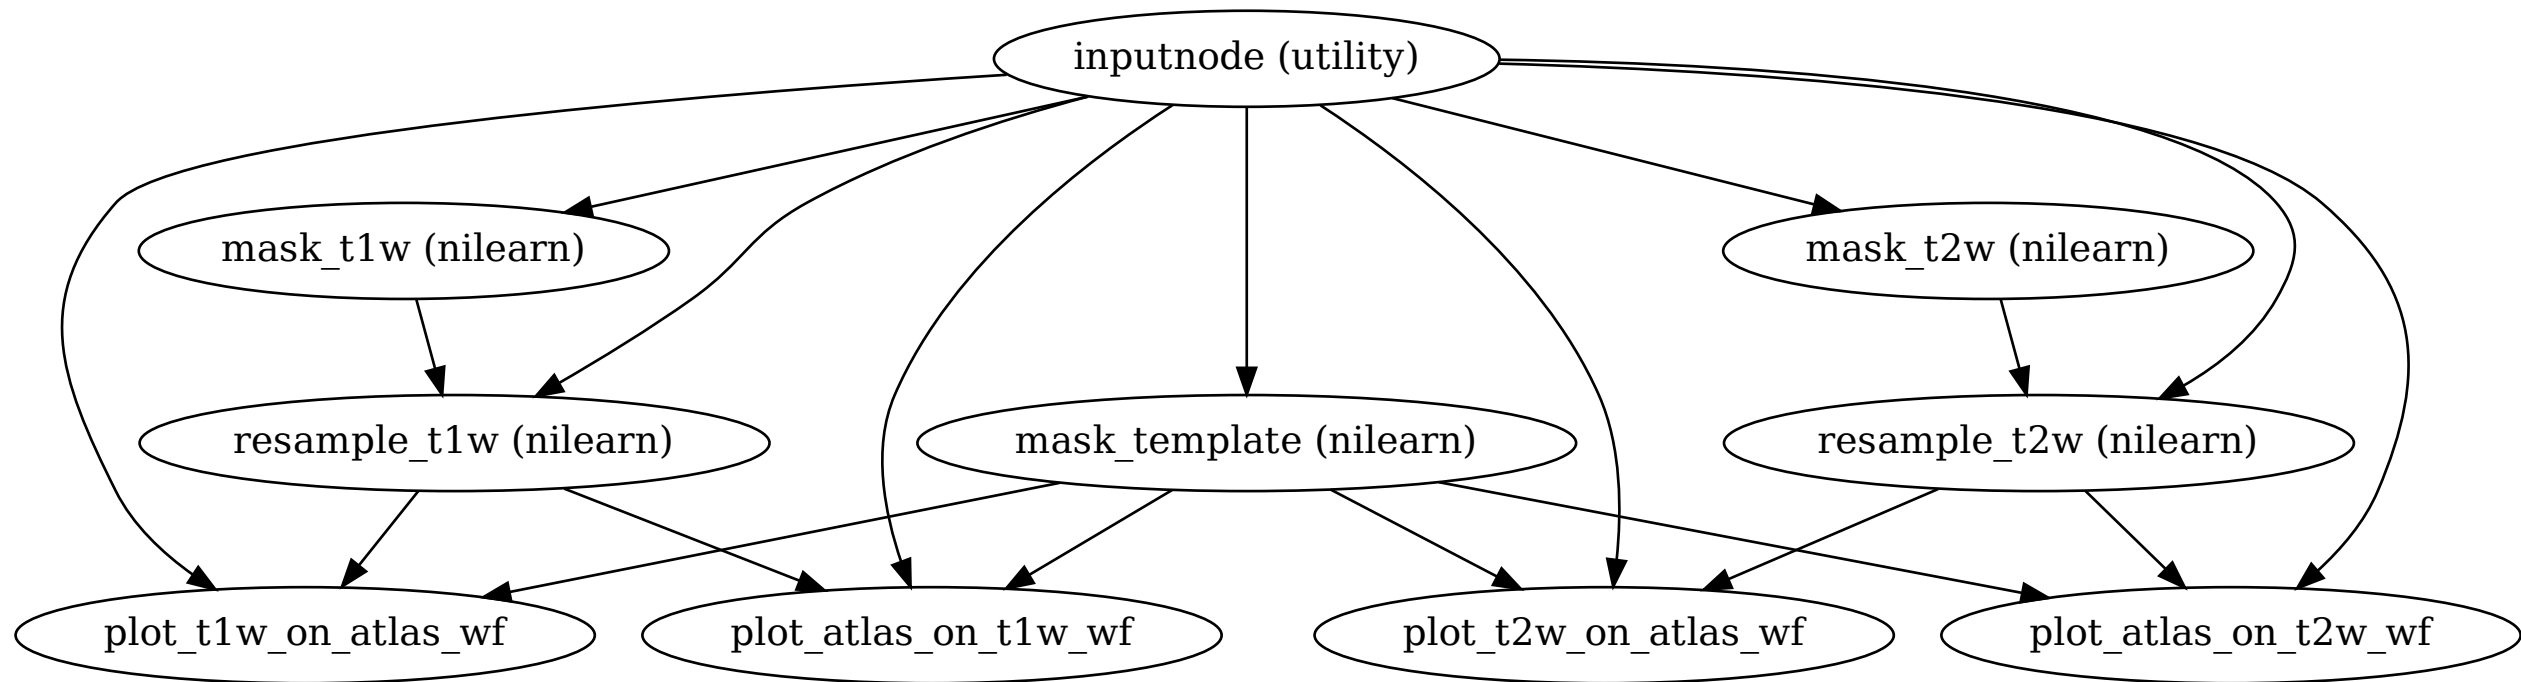 inputnode (utility)
mask_t1w (nilearn)
mask_t2w (nilearn)
resample_t1w (nilearn)
mask_template (nilearn)
resample_t2w (nilearn)
plot_t1w_on_atlas_wf
plot_atlas_on_t1w_wf
plot_t2w_on_atlas_wf
plot_atlas_on_t2w_wf